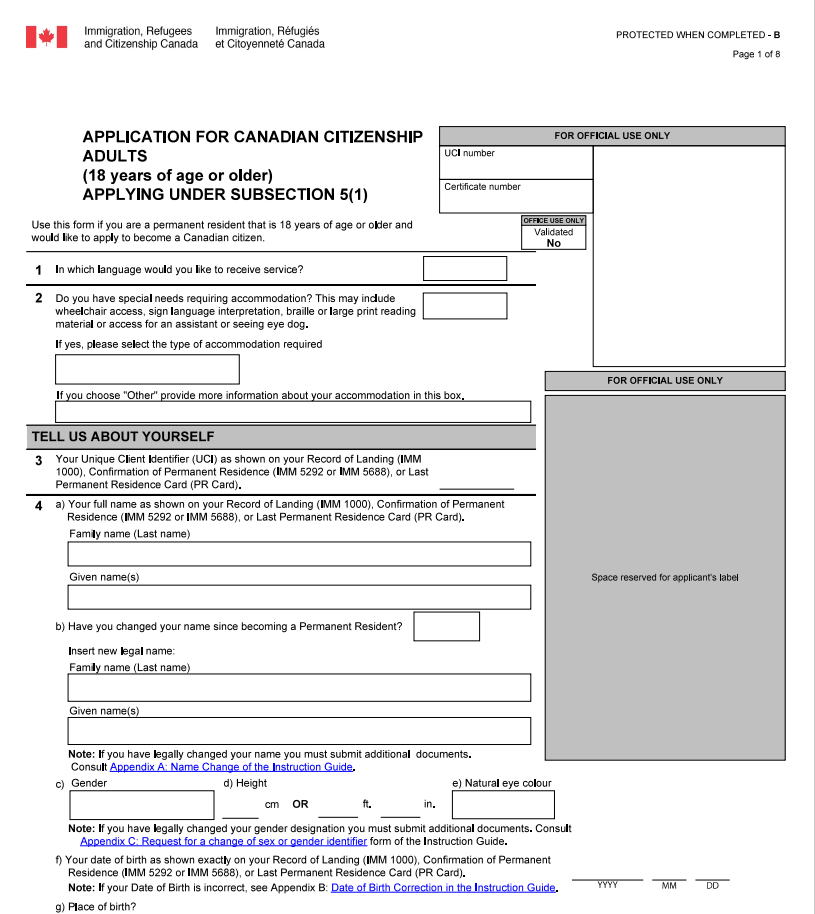 Immigration, Refugees
and Citizenship Canada
Immigration, Réfugiés
et Citoyenneté Canada
PROTECTED WHEN COMPLETED - B
Page 1 of 8
APPLICATION FOR CANADIAN CITIZENSHIP
ADULTS
(18 years of age or older)
APPLYING UNDER SUBSECTION 5(1)
FOR OFFICIAL USE ONLY
UCI number
Certificate number
OFFICE USE ONLY
Validated
No
Use this form if you are a permanent resident that is 18 years of age or older and
would like to apply to become a Canadian citizen.
1 In which language would you like to receive service?
2 Do you have special needs requiring accommodation? This may include
wheelchair access, sign language interpretation, braille or large print reading
material or access for an assistant or seeing eye dog.
If yes, please select the type of accommodation required
If you choose "Other" provide more information about your accommodation in this box.
FOR OFFICIAL USE ONLY
Space reserved for applicant's label
TELL US ABOUT YOURSELF
3 Your Unique Client Identifier (UCI) as shown on your Record of Landing (IMM
1000), Confirmation of Permanent Residence (IMM 5292 or IMM 5688), or Last
Permanent Residence Card (PR Card).
4 a) Your full name as shown on your Record of Landing (IMM 1000), Confirmation of Permanent
Residence (IMM 5292 or IMM 5688), or Last Permanent Residence Card (PR Card).
Family name (Last name)
Given name(s)
b) Have you changed your name since becoming a Permanent Resident?
Insert new legal name:
Family name (Last name)
Given name(s)
Note: If you have legally changed your name you must submit additional documents.
Consult Appendix A: Name Change of the Instruction Guide.
c) Gender
d) Height
e) Natural eye colour
cm OR ft. in.
Note: If you have legally changed your gender designation you must submit additional documents. Consult
Appendix C: Request for a change of sex or gender identifier form of the Instruction Guide.
f) Your date of birth as shown exactly on your Record of Landing (IMM 1000), Confirmation of Permanent
Residence (IMM 5292 or IMM 5688), or Last Permanent Residence Card (PR Card).
Note: If your Date of Birth is incorrect, see Appendix B: Date of Birth Correction in the Instruction Guide.
YYYY MM DD
g) Place of birth?